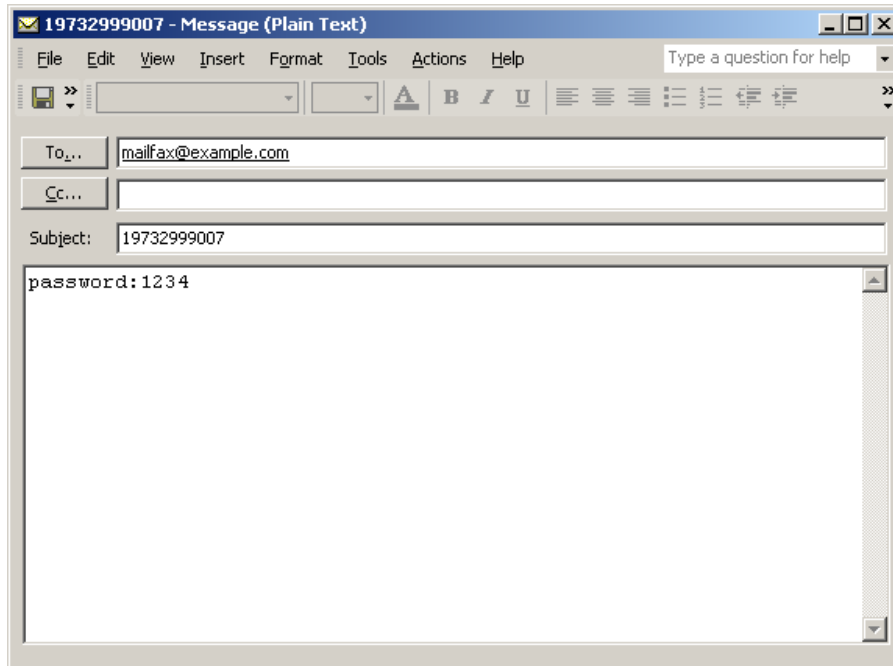 19732999007 - Message (Plain Text)
File Edit View Insert Format Tools Actions Help Type a question for help
A B I U
To... mailfax@example.com
Cc...
Subject: 19732999007
password:1234